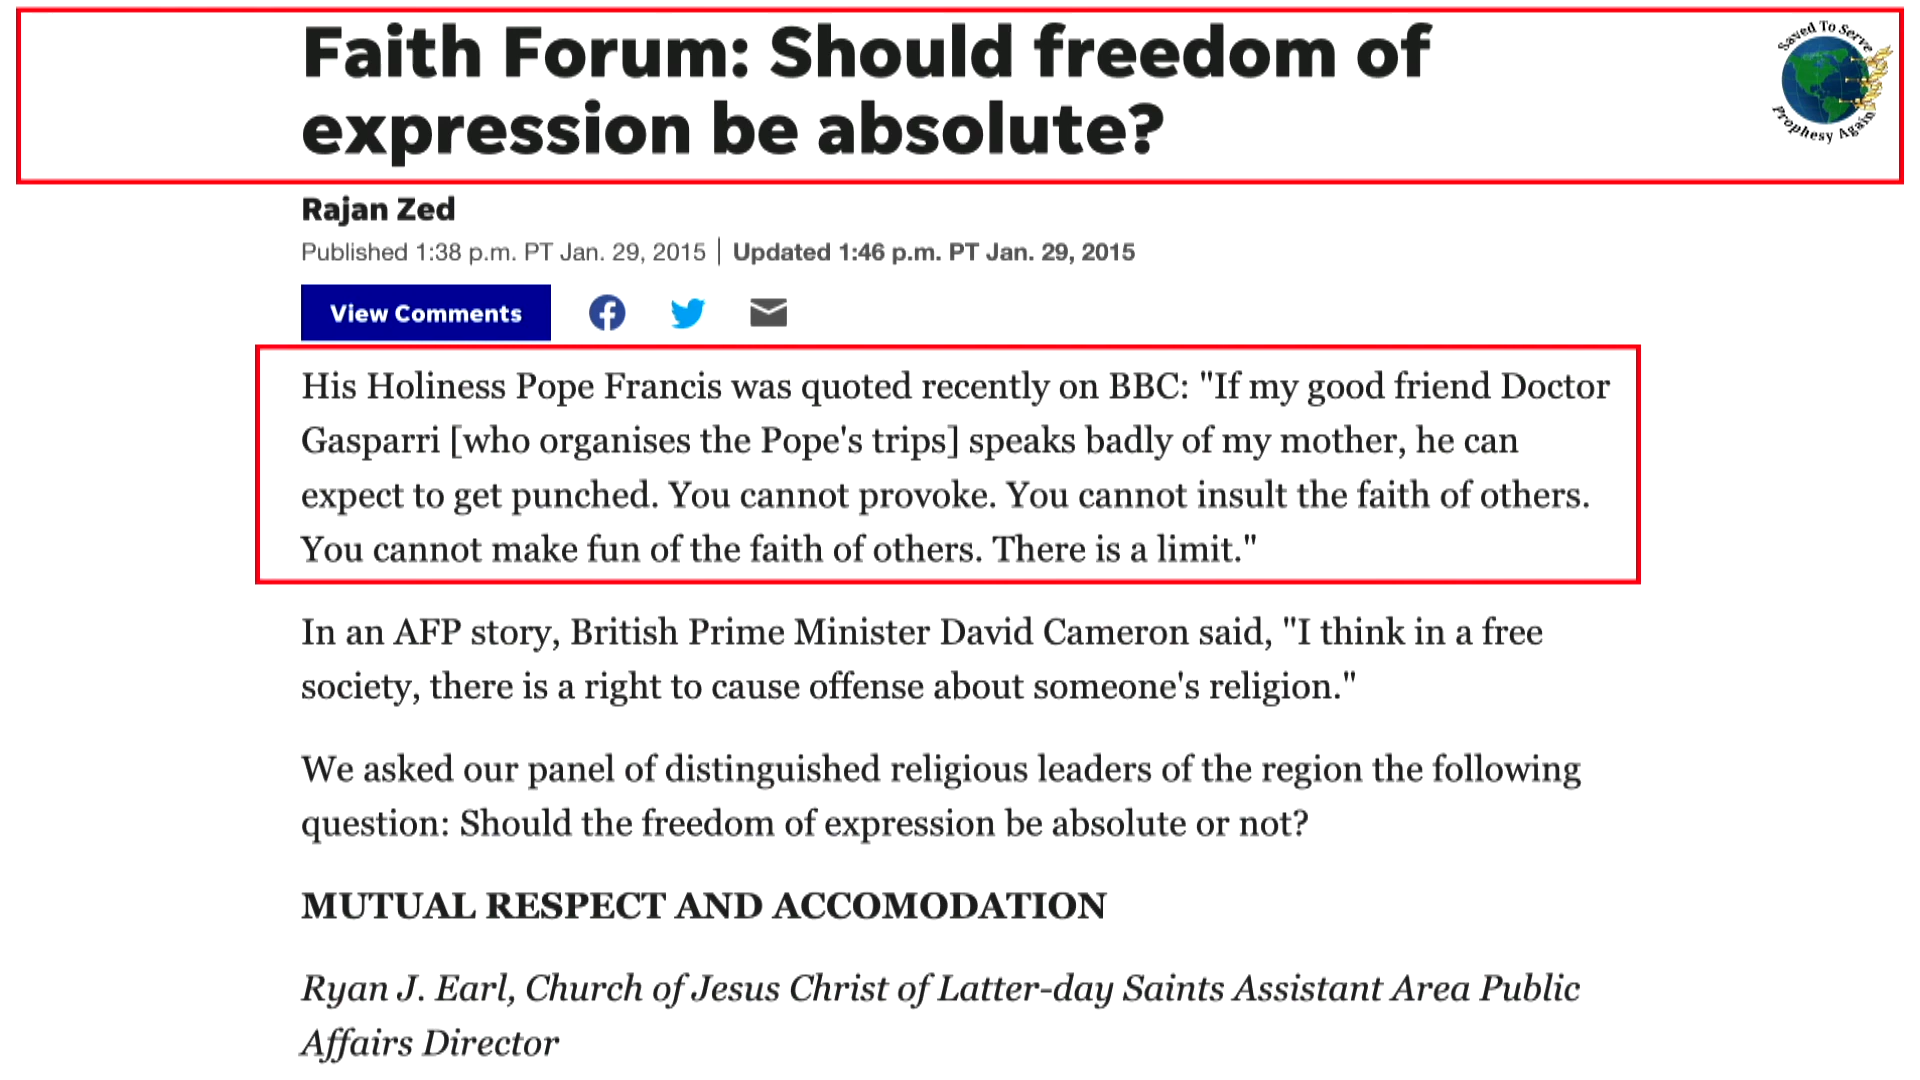 Faith Forum: Should freedom of
expression be absolute?
Saved To Serve
Prophesy Again
Rajan Zed
Published 1:38 p.m. PT Jan. 29, 2015 | Updated 1:46 p.m. PT Jan. 29, 2015
View Comments
His Holiness Pope Francis was quoted recently on BBC: "If my good friend Doctor
Gasparri [who organises the Pope's trips] speaks badly of my mother, he can
expect to get punched. You cannot provoke. You cannot insult the faith of others.
You cannot make fun of the faith of others. There is a limit."
In an AFP story, British Prime Minister David Cameron said, "I think in a free
society, there is a right to cause offense about someone's religion."
We asked our panel of distinguished religious leaders of the region the following
question: Should the freedom of expression be absolute or not?
MUTUAL RESPECT AND ACCOMODATION
Ryan J. Earl, Church of Jesus Christ of Latter-day Saints Assistant Area Public
Affairs Director